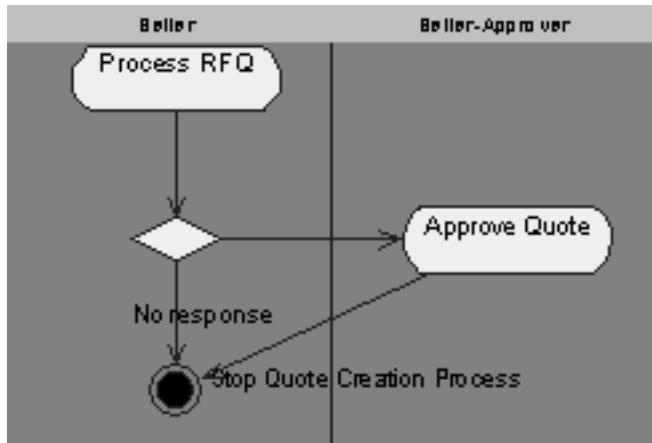 Seller
Seller-Approver
Process RFQ
Approve Quote
No response
Stop Quote Creation Process